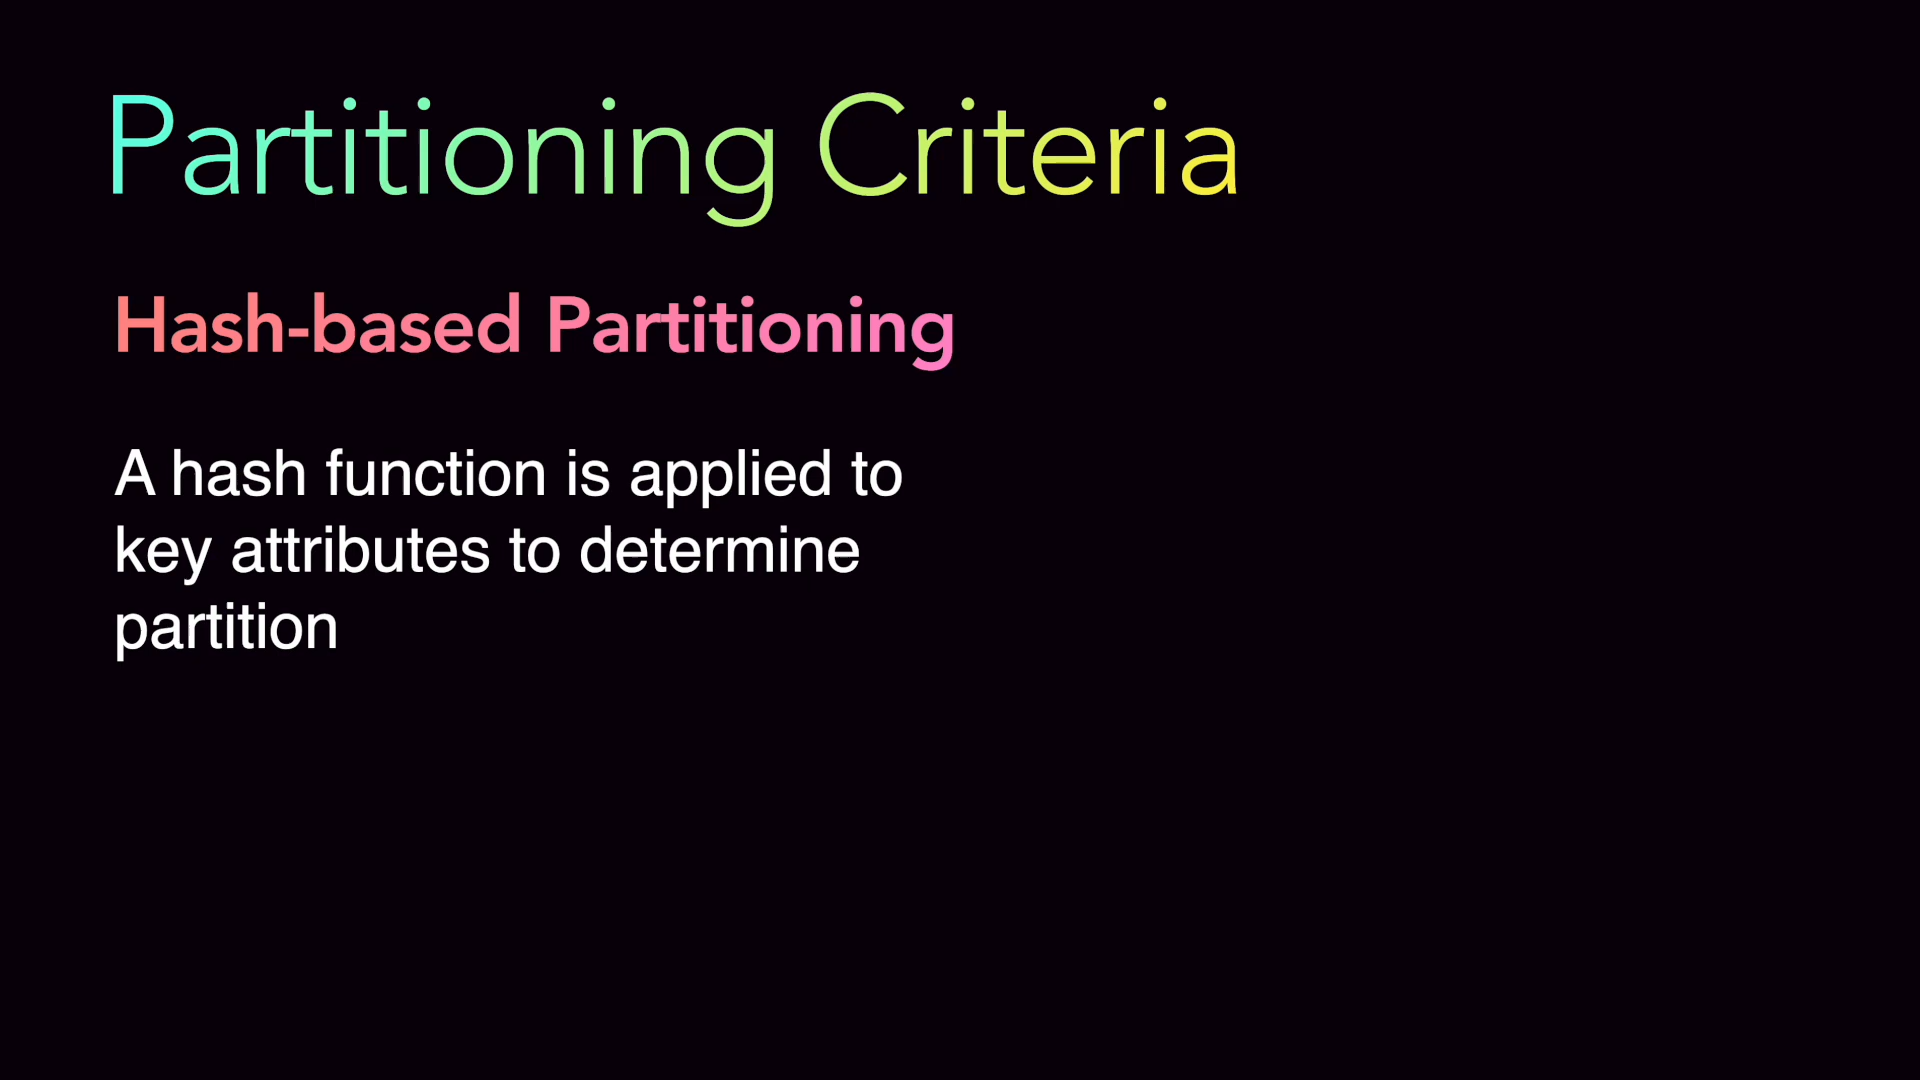 Partitioning Criteria
Hash-based Partitioning
A hash function is applied to
key attributes to determine
partition